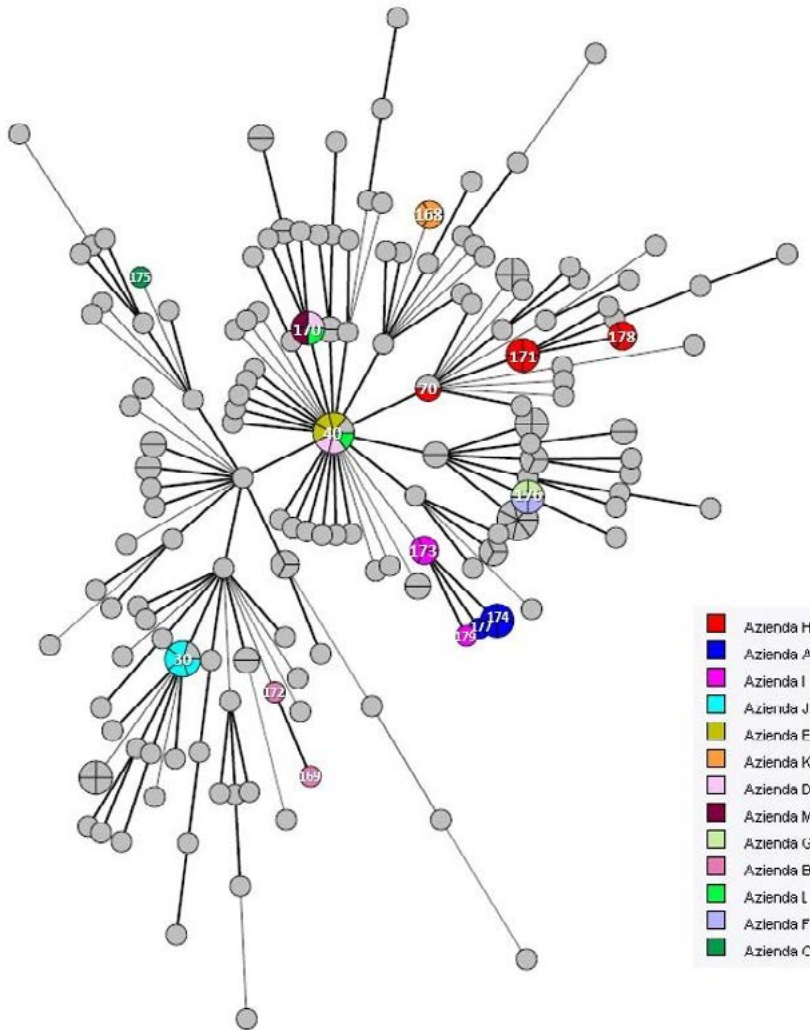 168
175
170
178
171
70
40
176
173
174
177
179
30
172
169
Azienda H
Azienda A
Azienda I
Azienda J
Azienda E
Azienda K
Azienda D
Azienda M
Azienda G
Azienda B
Azienda L
Azienda F
Azienda C